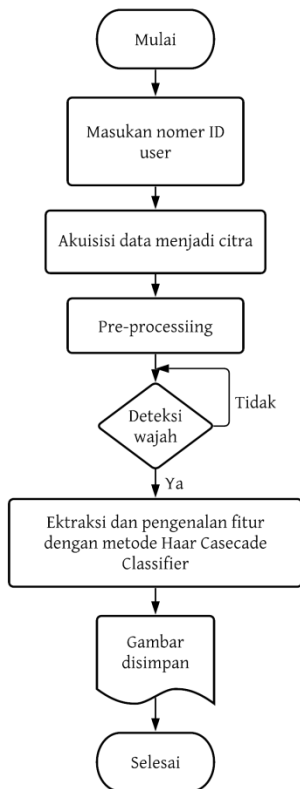 Mulai
Masukan nomer ID
user
Akuisisi data menjadi citra
Pre-processiing
Deteksi
wajah
Tidak
Ya
Ektraksi dan pengenalan fitur
dengan metode Haar Casecade
Classifier
Gambar
disimpan
Selesai